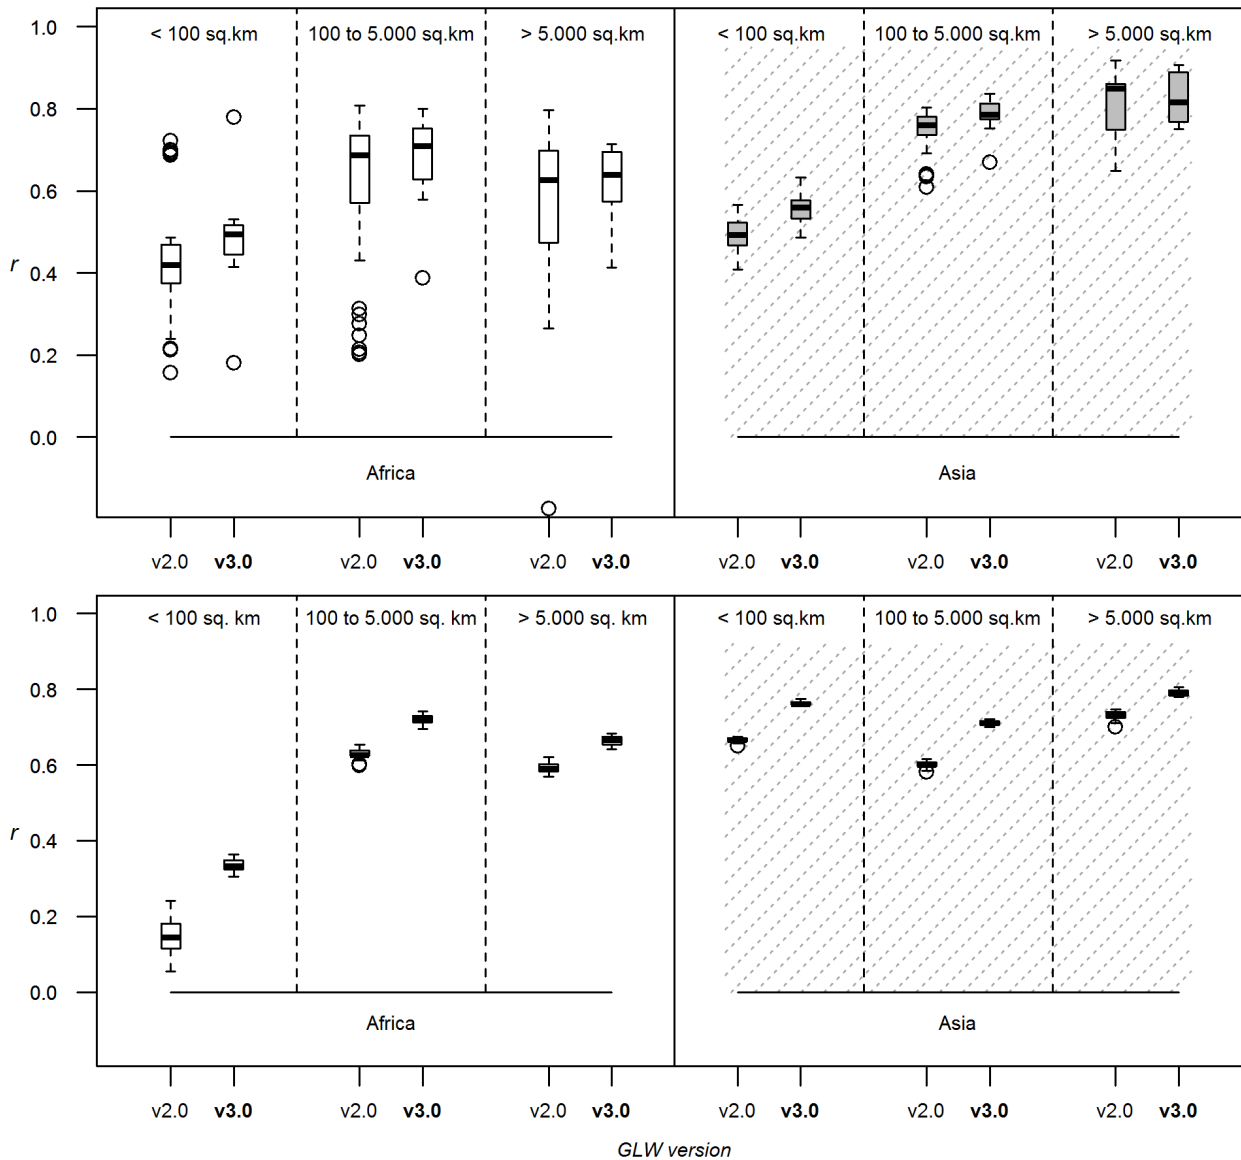 1.0
< 100 sq.km 100 to 5.000 sq.km > 5.000 sq.km < 100 sq.km 100 to 5.000 sq.km > 5.000 sq.km
0.8
0.6
0.4
r
0.2
0.0
Africa Asia
v2.0 v3.0 v2.0 v3.0 v2.0 v3.0 v2.0 v3.0 v2.0 v3.0 v2.0 v3.0
1.0
< 100 sq. km 100 to 5.000 sq. km > 5.000 sq. km < 100 sq.km 100 to 5.000 sq.km > 5.000 sq.km
0.8
0.6
0.4
r
0.2
0.0
Africa Asia
v2.0 v3.0 v2.0 v3.0 v2.0 v3.0 v2.0 v3.0 v2.0 v3.0 v2.0 v3.0
GLW version